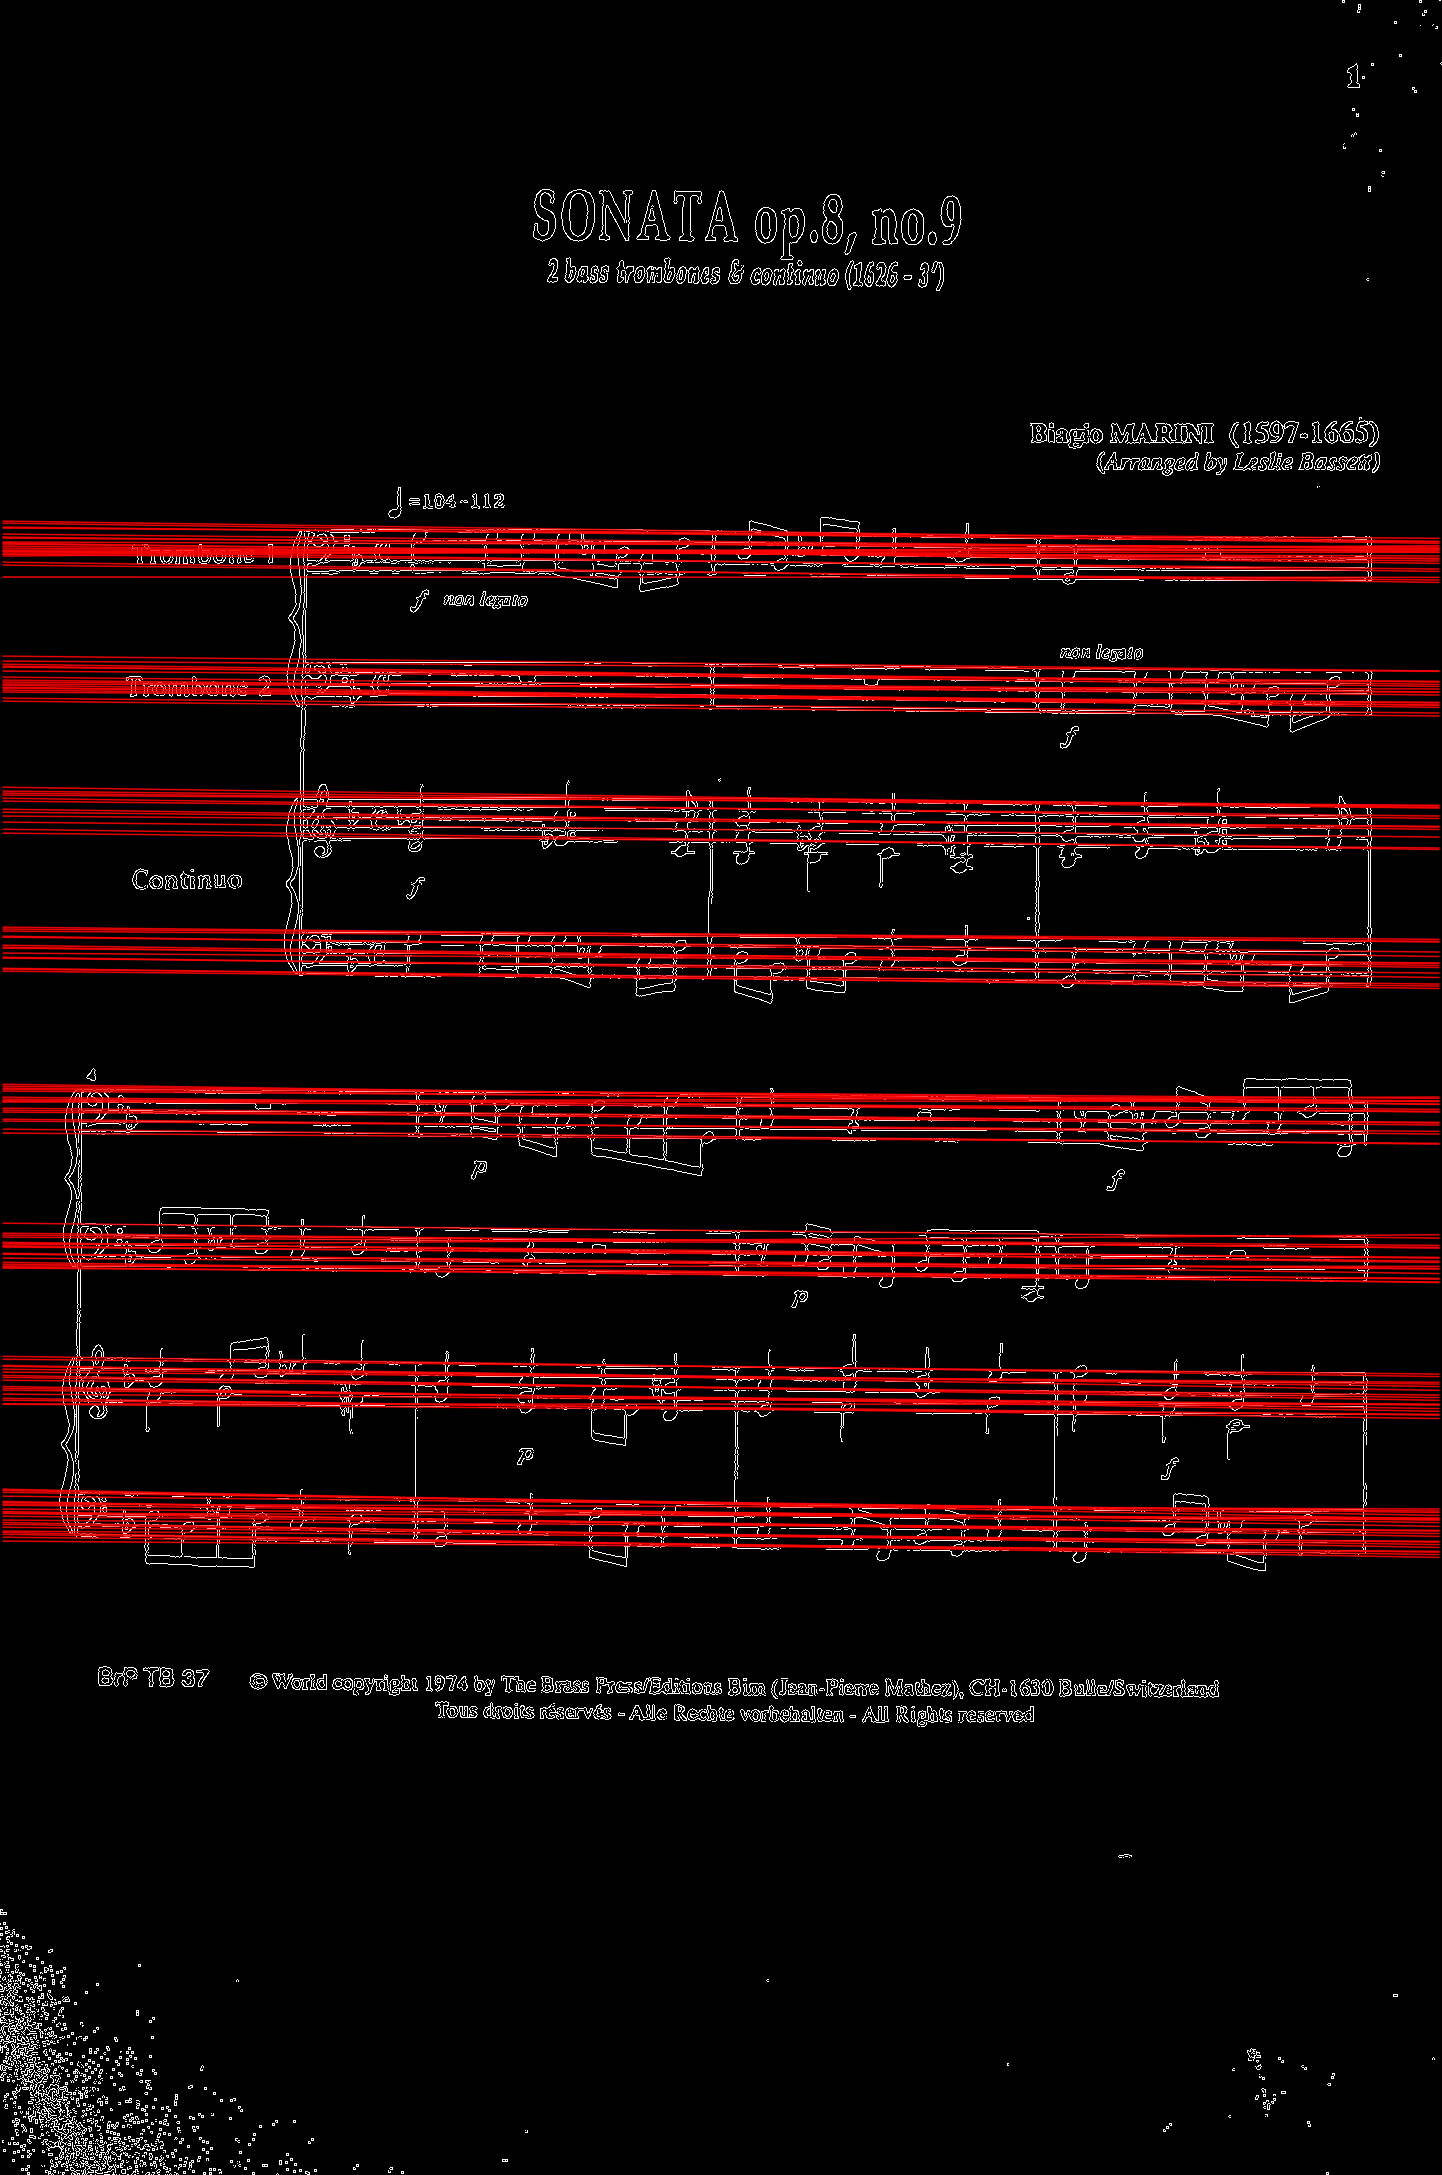 1
SONATA op.8, no.9
2 bass trombones & continuo (1626 - 3')
Biagio MARINI (1597-1665)
(Arranged by Leslie Bassett)
=104-112
Trombone 1
f non legato
non legato
Trombone 2
f
Continuo
f
4
p f
p
p f
BrP TB 37 © World copyright 1974 by The Brass Press/Editions Bim (Jean-Pierre Mathez), CH-1630 Bulle/Switzerland
Tous droits réservés - Alle Rechte vorbehalten - All Rights reserved